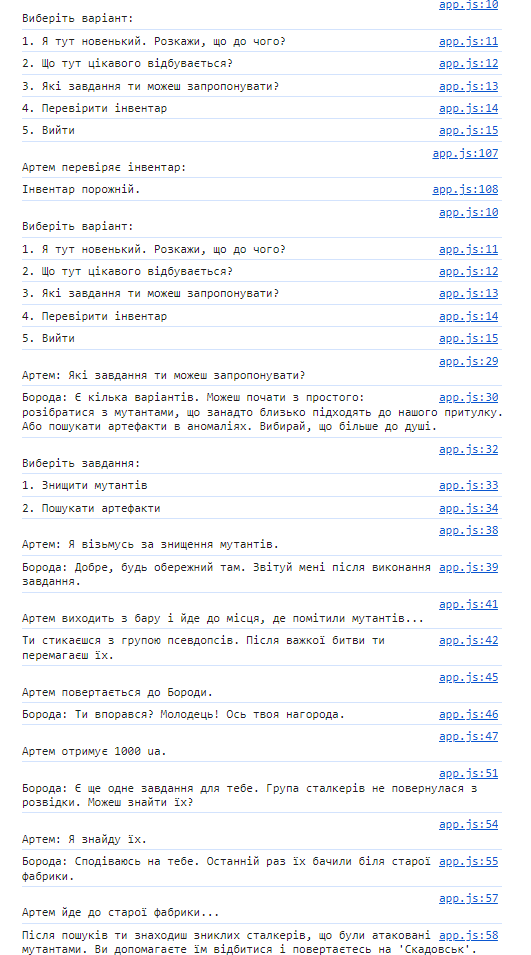 app.js:10
Виберіть варіант:
1. Я тут новенький. Розкажи, що до чого? app.js:11
2. Що тут цікавого відбувається? app.js:12
3. Які завдання ти можеш запропонувати? app.js:13
4. Перевірити інвентар app.js:14
5. Вийти app.js:15
app.js:107
Артем перевіряє інвентар:
Інвентар порожній. app.js:108
app.js:10
Виберіть варіант:
1. Я тут новенький. Розкажи, що до чого? app.js:11
2. Що тут цікавого відбувається? app.js:12
3. Які завдання ти можеш запропонувати? app.js:13
4. Перевірити інвентар app.js:14
5. Вийти app.js:15
app.js:29
Артем: Які завдання ти можеш запропонувати?
Борода: Є кілька варіантів. Можеш почати з простого: app.js:30
розібратися з мутантами, що занадто близько підходять до нашого притулку.
Або пошукати артефакти в аномаліях. Вибирай, що більше до душі.
app.js:32
Виберіть завдання:
1. Знищити мутантів app.js:33
2. Пошукати артефакти app.js:34
app.js:38
Артем: Я візьмусь за знищення мутантів.
Борода: Добре, будь обережний там. Звітуй мені після виконання app.js:39
завдання.
app.js:41
Артем виходить з бару і йде до місця, де помітили мутантів...
Ти стикаєшся з групою псевдопсів. Після важкої битви ти app.js:42
перемагаєш їх.
app.js:45
Артем повертається до Бороди.
Борода: Ти впорався? Молодець! Ось твоя нагорода. app.js:46
app.js:47
Артем отримує 1000 ua.
app.js:51
Борода: Є ще одне завдання для тебе. Група сталкерів не повернулася з
розвідки. Можеш знайти їх?
app.js:54
Артем: Я знайду їх.
Борода: Сподіваюсь на тебе. Останній раз їх бачили біля старої app.js:55
фабрики.
app.js:57
Артем йде до старої фабрики...
Після пошуків ти знаходиш зниклих сталкерів, що були атаковані app.js:58
мутантами. Ви допомагаєте їм відбитися і повертаєтесь на 'Скадовськ'.